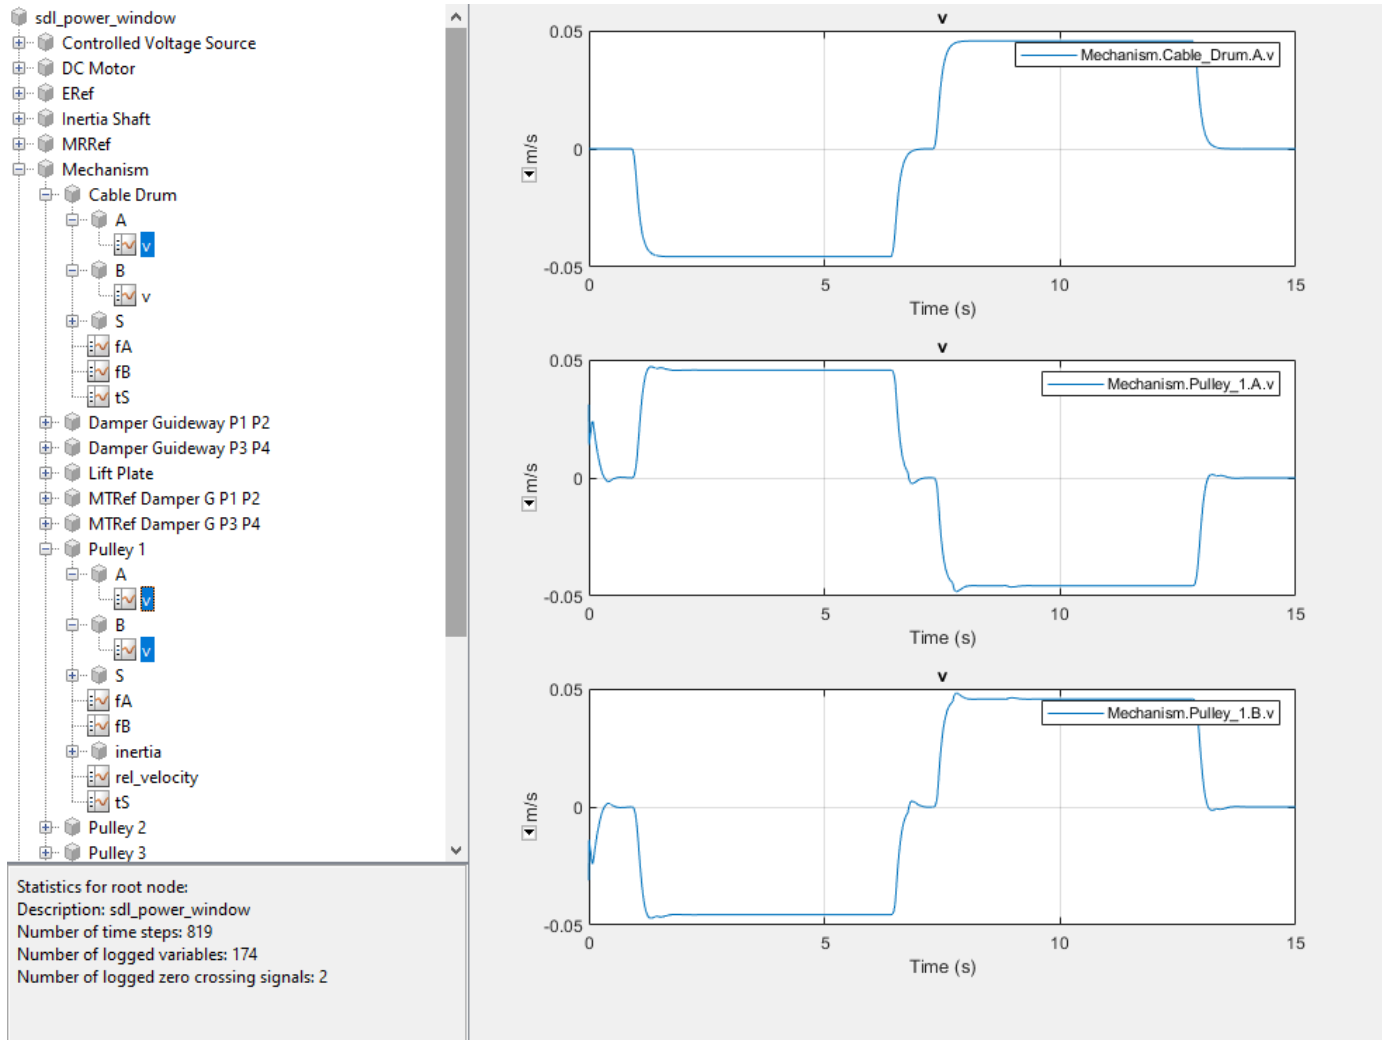 sdl_power_window
Controlled Voltage Source
DC Motor
ERef
Inertia Shaft
MRRef
Mechanism
Cable Drum
A
v
B
v
S
fA
fB
tS
Damper Guideway P1 P2
Damper Guideway P3 P4
Lift Plate
MTRef Damper G P1 P2
MTRef Damper G P3 P4
Pulley 1
A
v
B
v
S
fA
fB
inertia
rel_velocity
tS
Pulley 2
Pulley 3
Statistics for root node:
Description: sdl_power_window
Number of time steps: 819
Number of logged variables: 174
Number of logged zero crossing signals: 2
v
0.05
Mechanism.Cable_Drum.A.v
m/s
0
-0.05
0 5 10 15
Time (s)
v
0.05
Mechanism.Pulley_1.A.v
m/s
0
-0.05
0 5 10 15
Time (s)
v
0.05
Mechanism.Pulley_1.B.v
m/s
0
-0.05
0 5 10 15
Time (s)